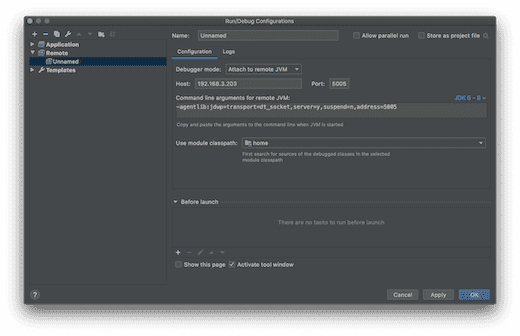 Run/Debug Configurations
Application
Remote
Unnamed
Templates
Name: Unnamed
Allow parallel run
Store as project file
Configuration
Logs
Debugger mode: Attach to remote JVM
Host: 192.168.3.203
Port: 5005
Command line arguments for remote JVM:
JDK 5 - 8
-agentlib:jdwp=transport=dt_socket,server=y,suspend=n,address=5005
Copy and paste the arguments to the command line when JVM is started
Use module classpath: home
First search for sources of the debugged classes in the selected
module classpath
Before launch
There are no tasks to run before launch
Show this page
Activate tool window
Cancel
Apply
OK